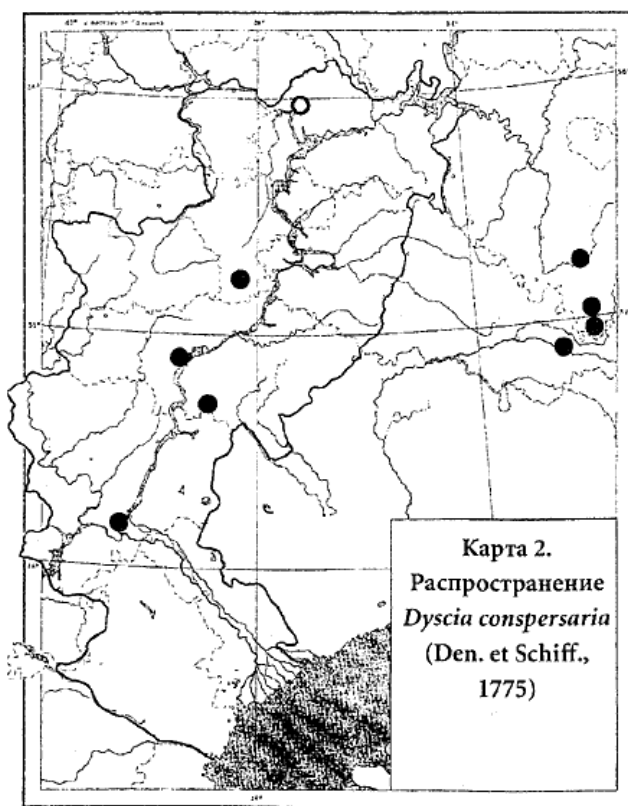 Карта 2.
Распространение
Dyscia conspersaria
(Den. et Schiff.,
1775)